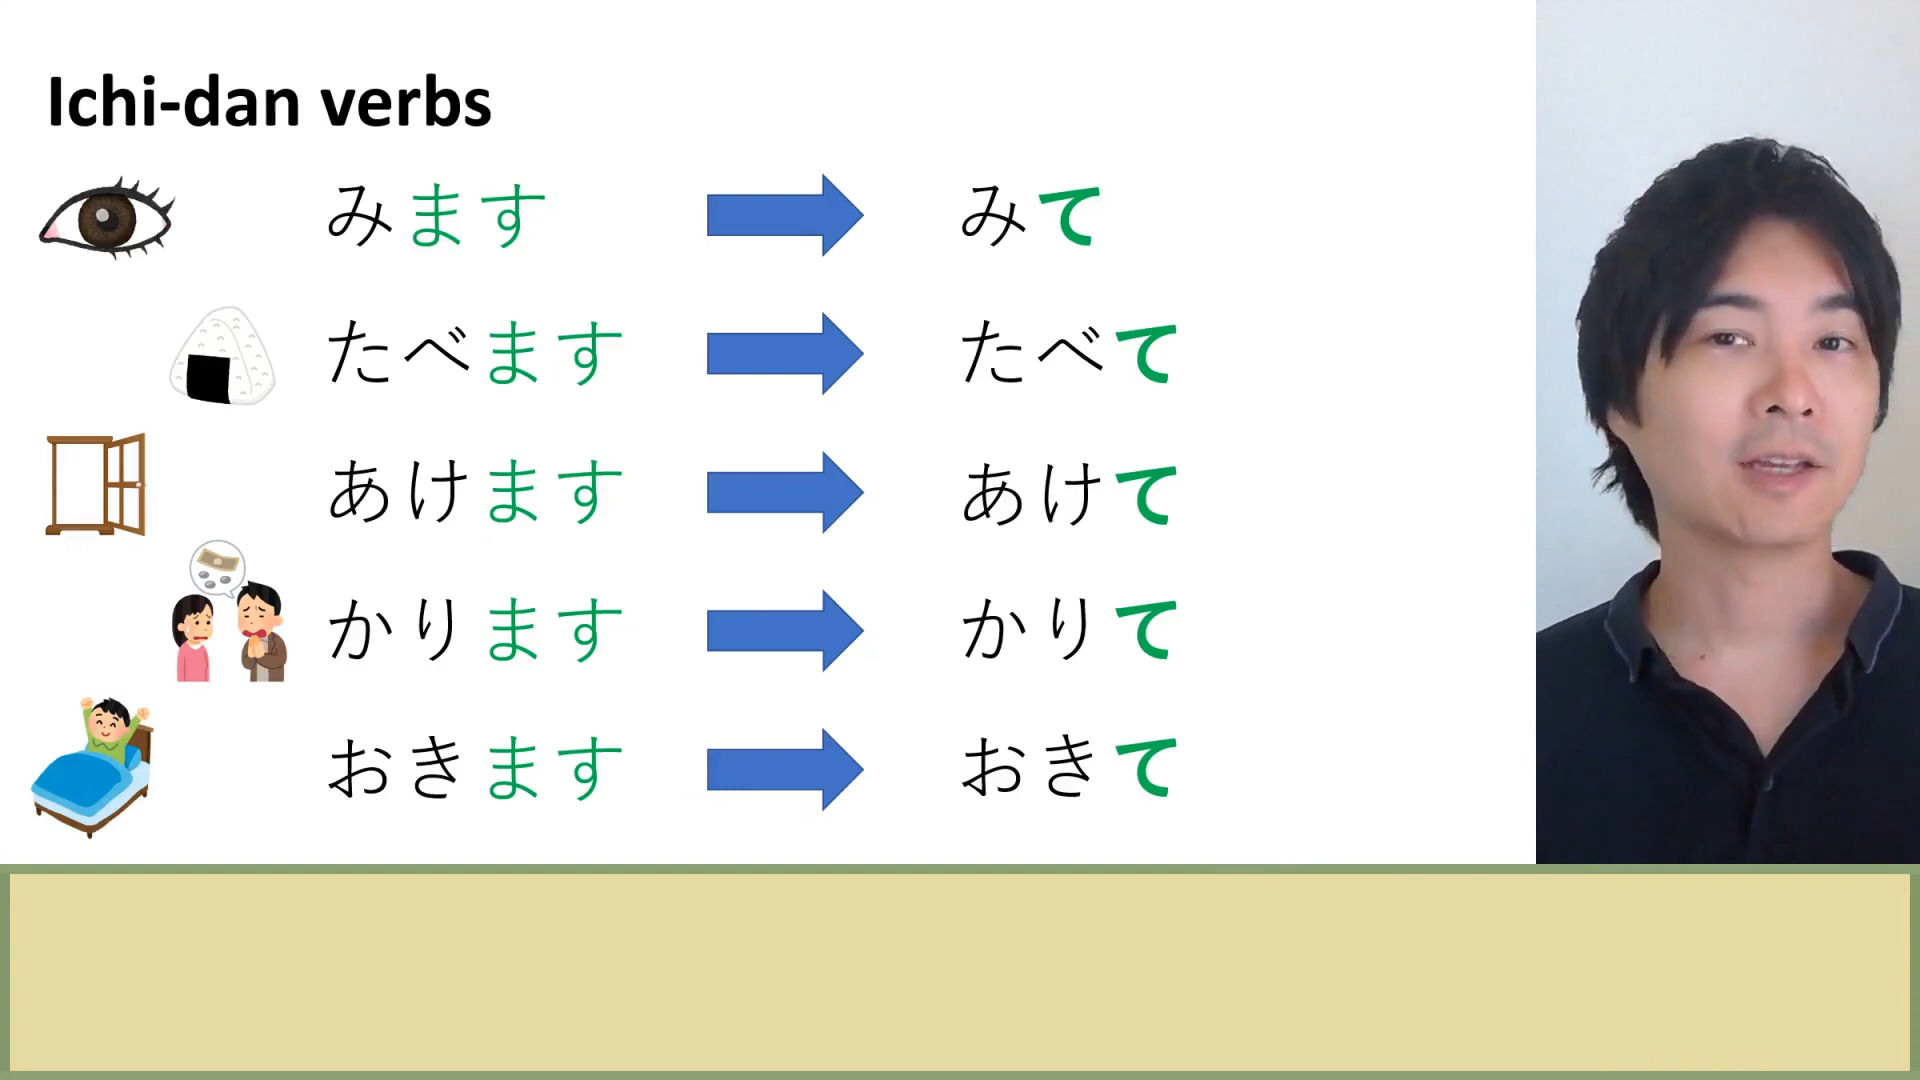 Ichi-dan verbs
みます みて
たべます たべて
あけます あけて
かります かりて
おきます おきて